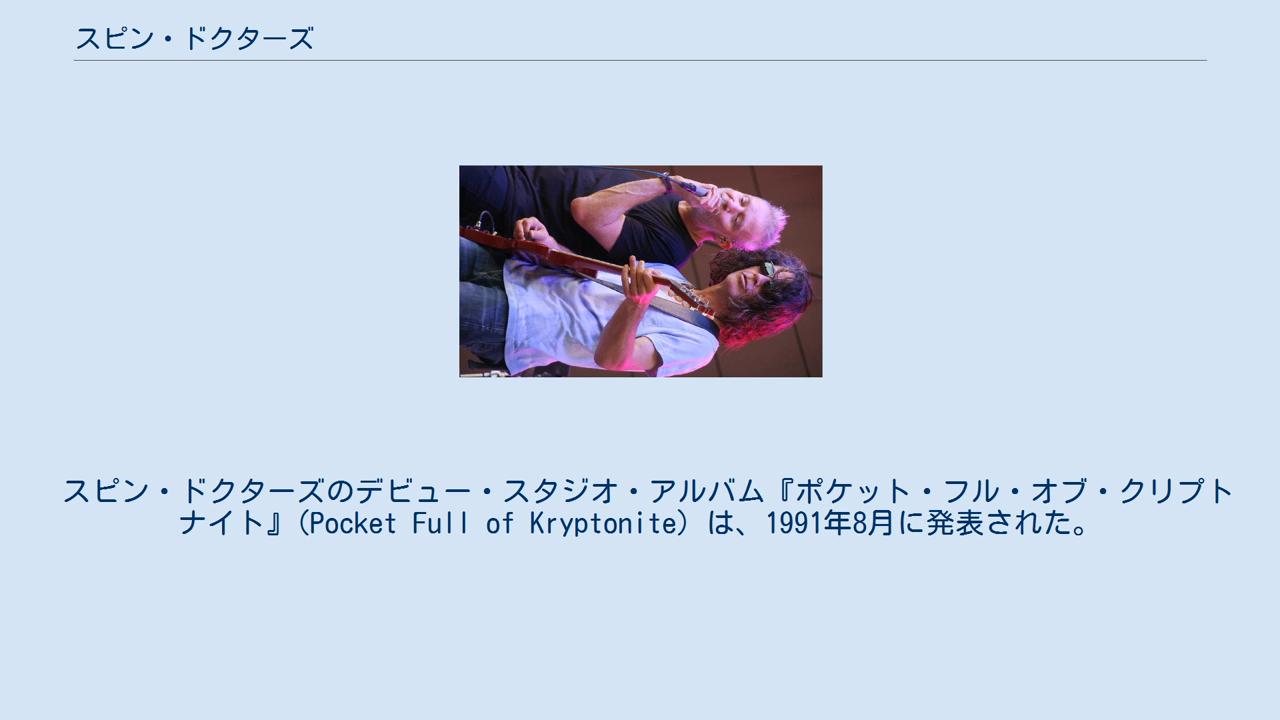 スピン・ドクターズ
スピン・ドクターズのデビュー・スタジオ・アルバム『ポケット・フル・オブ・クリプト
ナイト』(Pocket Full of Kryptonite) は、1991年8月に発表された。